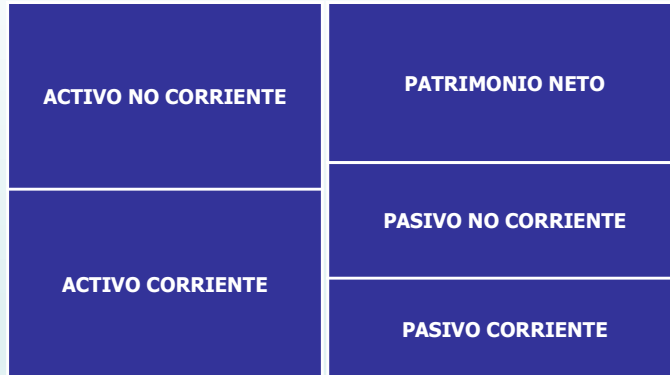 ACTIVO NO CORRIENTE
ACTIVO CORRIENTE
PATRIMONIO NETO
PASIVO NO CORRIENTE
PASIVO CORRIENTE